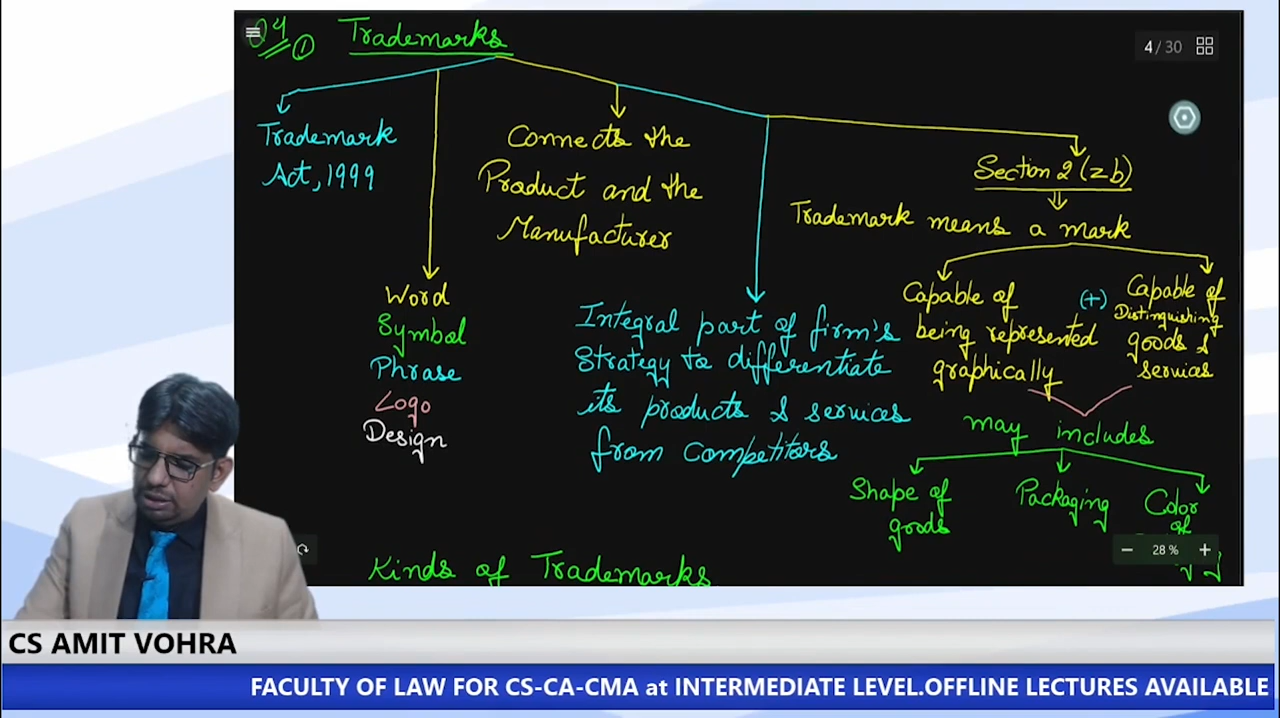 Q4 ① Trademarks
4 / 30
Trademark
Act, 1999
Connects the
Product and the
Manufacturer
Section 2 (zb)
Trademark means a mark
Word
Symbol
Phrase
Logo
Design
Integral part of firm's
Strategy to differentiate
its products & services
from Competitors
Capable of
being represented
graphically
(+)
Capable of
Distinguishing
goods &
services
may includes
Shape of
goods
Packaging
Color
of
− 28 % +
Kinds of Trademarks
CS AMIT VOHRA
FACULTY OF LAW FOR CS-CA-CMA at INTERMEDIATE LEVEL.OFFLINE LECTURES AVAILABLE